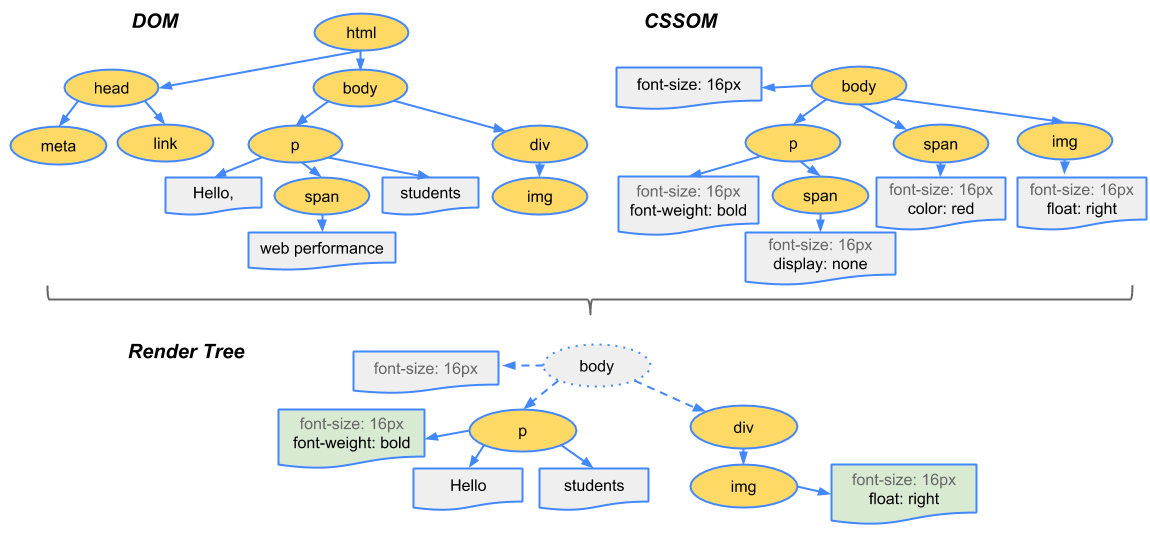 DOM
CSSOM
html
head
body
meta
link
p
div
Hello,
span
students
img
web performance
font-size: 16px
body
p
span
img
font-size: 16px
font-weight: bold
span
font-size: 16px
color: red
font-size: 16px
float: right
font-size: 16px
display: none
Render Tree
body
font-size: 16px
font-size: 16px
font-weight: bold
p
div
Hello
students
img
font-size: 16px
float: right